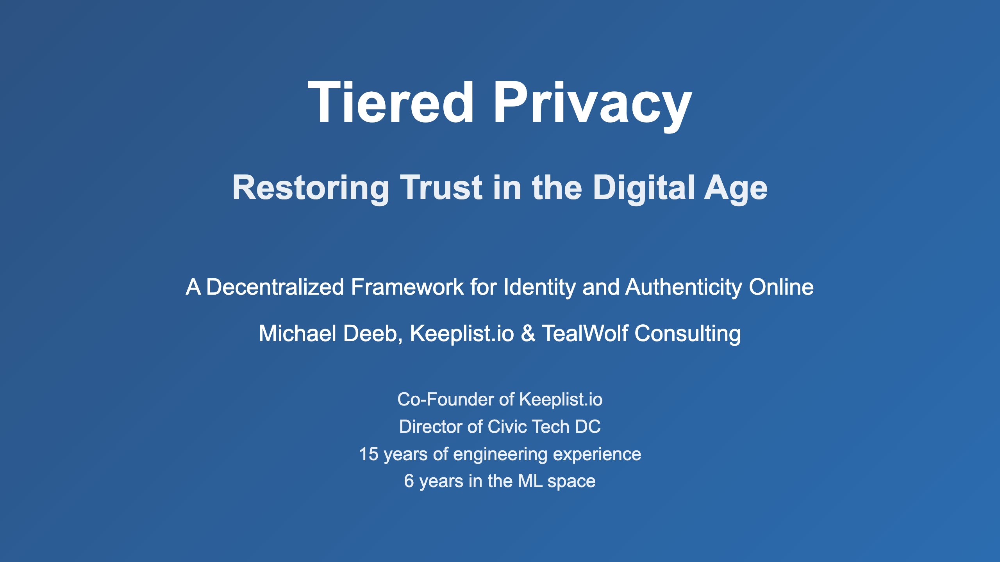 Tiered Privacy
Restoring Trust in the Digital Age
A Decentralized Framework for Identity and Authenticity Online
Michael Deeb, Keeplist.io & TealWolf Consulting
Co-Founder of Keeplist.io
Director of Civic Tech DC
15 years of engineering experience
6 years in the ML space